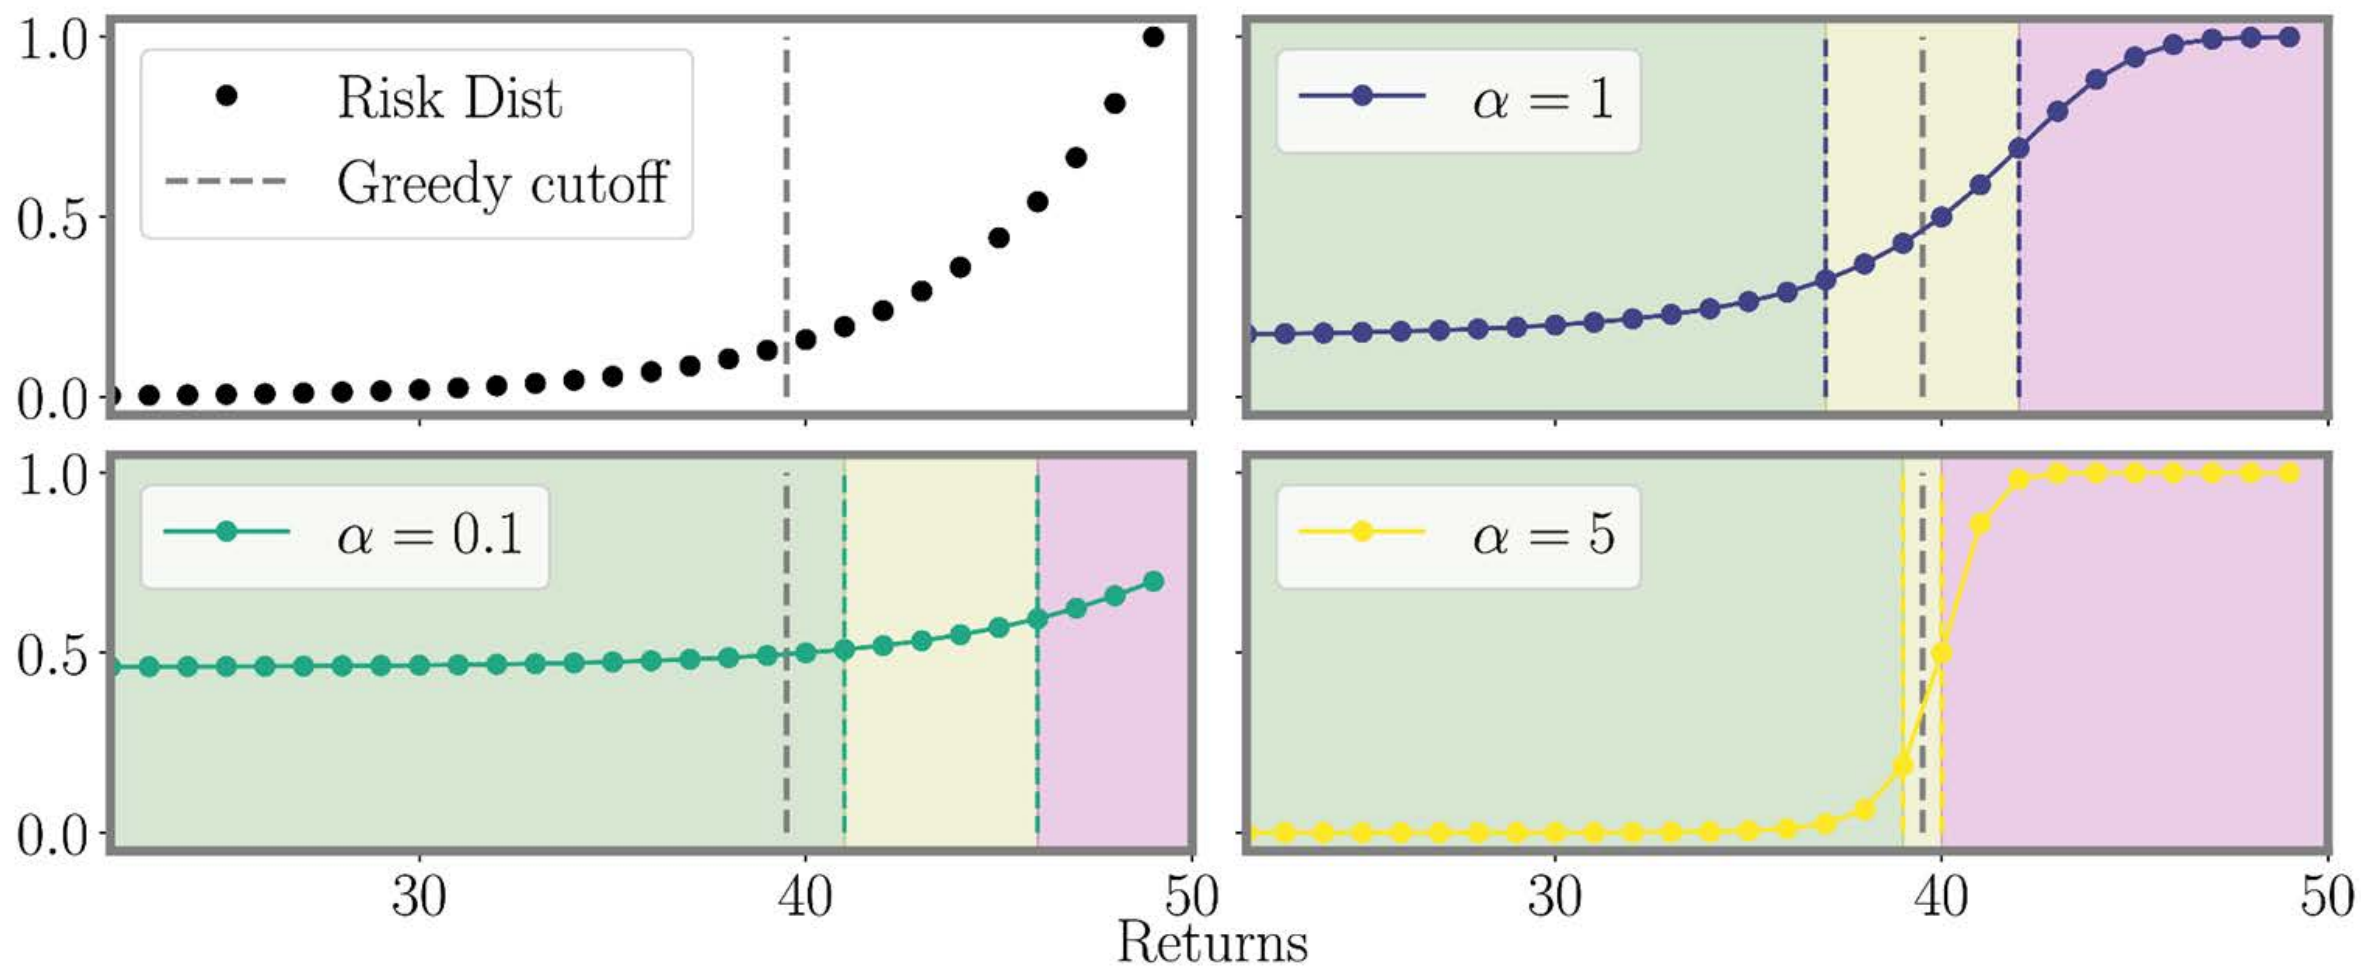 1.0
0.5
0.0
Risk Dist
Greedy cutoff
α = 1
1.0
0.5
0.0
α = 0.1
α = 5
30
40
50
30
40
50
Returns